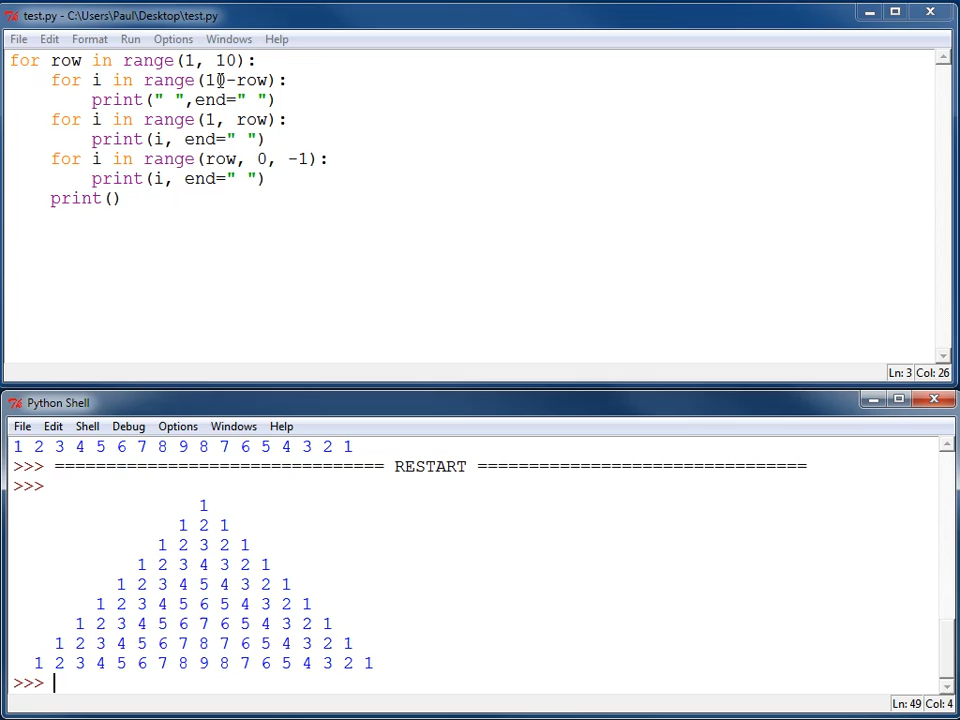 test.py - C:\Users\Paul\Desktop\test.py
File Edit Format Run Options Windows Help
for row in range(1, 10):
    for i in range(10-row):
        print(" ",end=" ")
    for i in range(1, row):
        print(i, end=" ")
    for i in range(row, 0, -1):
        print(i, end=" ")
    print()
Ln: 3 Col: 26
Python Shell
File Edit Shell Debug Options Windows Help
1 2 3 4 5 6 7 8 9 8 7 6 5 4 3 2 1
>>> ================================ RESTART ================================
>>>
                  1
                1 2 1
              1 2 3 2 1
            1 2 3 4 3 2 1
          1 2 3 4 5 4 3 2 1
        1 2 3 4 5 6 5 4 3 2 1
      1 2 3 4 5 6 7 6 5 4 3 2 1
    1 2 3 4 5 6 7 8 7 6 5 4 3 2 1
  1 2 3 4 5 6 7 8 9 8 7 6 5 4 3 2 1
>>>
Ln: 49 Col: 4